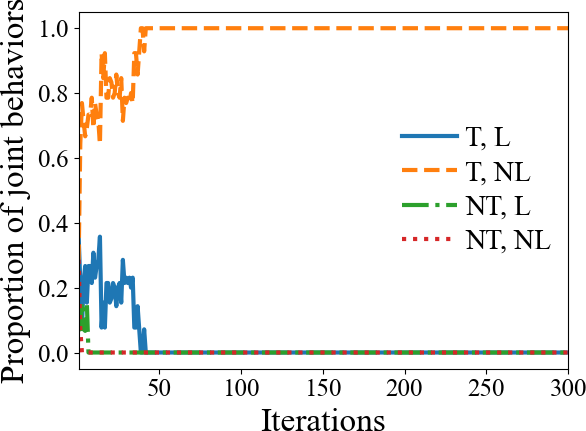 Proportion of joint behaviors
1.0
0.8
0.6
0.4
0.2
0.0
T, L
T, NL
NT, L
NT, NL
50
100
150
200
250
300
Iterations